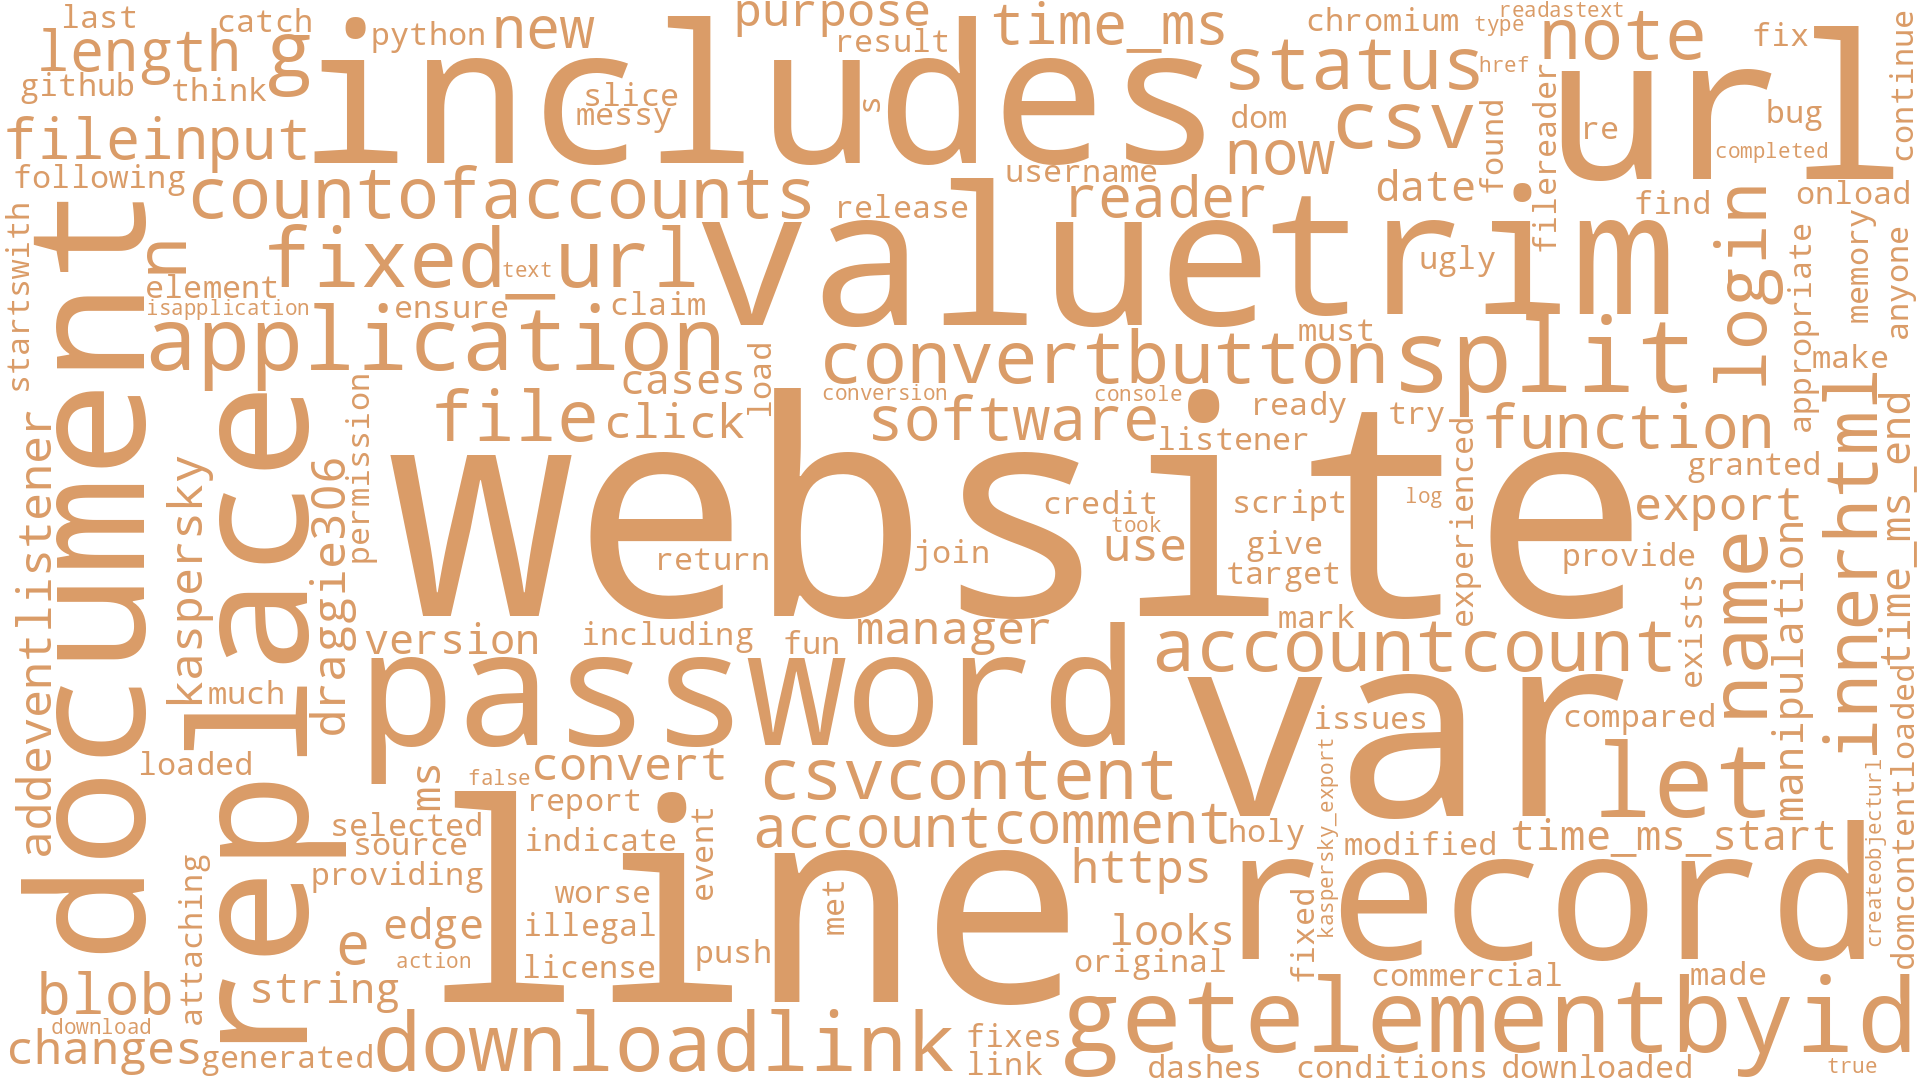 last
catch
python
new
purpose
result
time_ms
chromium
readastext
type
note
fix
length
g
includes
status
href
url
continue
github
think
slice
messy
s
csv
dom
now
found
filereader
re
bug
completed
fileinput
following
countofaccounts
username
reader
date
find
onload
release
valuetrim
login
startswith
document
n
fixed_url
text
ugly
appropriate
memory
anyone
element
isapplication
ensure
claim
application
must
split
make
convertbutton
load
cases
conversion
console
replace
file
click
software
ready
try
function
innerhtml
time_ms_end
listener
addeventlistener
kaspersky
draggie306
permission
website
experienced
granted
credit
script
log
export
took
use
give
return
join
target
provide
name
manipulation
exists
mark
version
including
fun
manager
accountcount
much
password
var
issues
compared
domcontentloaded
loaded
ms
false
convert
csvcontent
kaspersky_export
let
createobjecturl
report
line
selected
indicate
event
account
comment
holy
modified
time_ms_start
source
providing
attaching
https
record
worse
met
e
edge
illegal
looks
fixed
action
license
push
original
commercial
made
blob
string
getelementbyid
download
changes
generated
downloadlink
fixes
link
dashes
conditions
downloaded
true